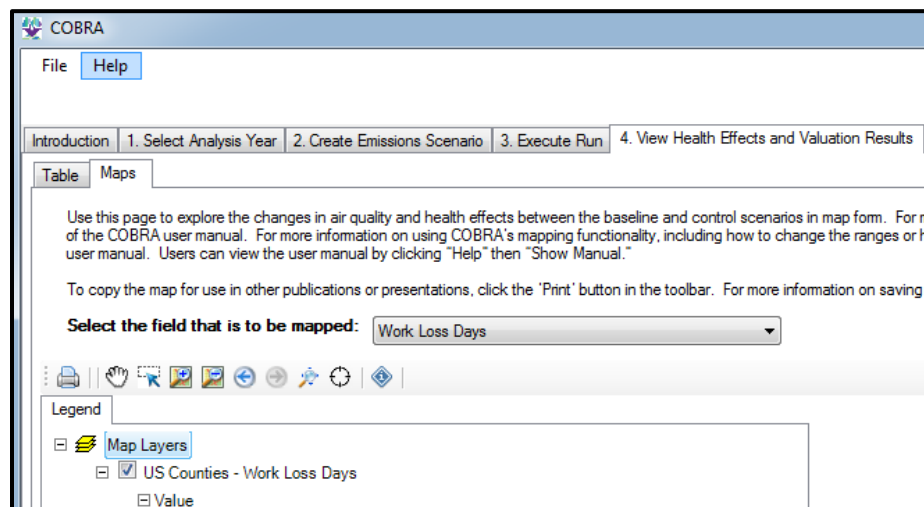 COBRA
File Help
Introduction 1. Select Analysis Year 2. Create Emissions Scenario 3. Execute Run 4. View Health Effects and Valuation Results
Table Maps
Use this page to explore the changes in air quality and health effects between the baseline and control scenarios in map form. For
of the COBRA user manual. For more information on using COBRA's mapping functionality, including how to change the ranges or
user manual. Users can view the user manual by clicking "Help" then "Show Manual."
To copy the map for use in other publications or presentations, click the 'Print' button in the toolbar. For more information on saving
Select the field that is to be mapped: Work Loss Days
Legend
Map Layers
US Counties - Work Loss Days
Value